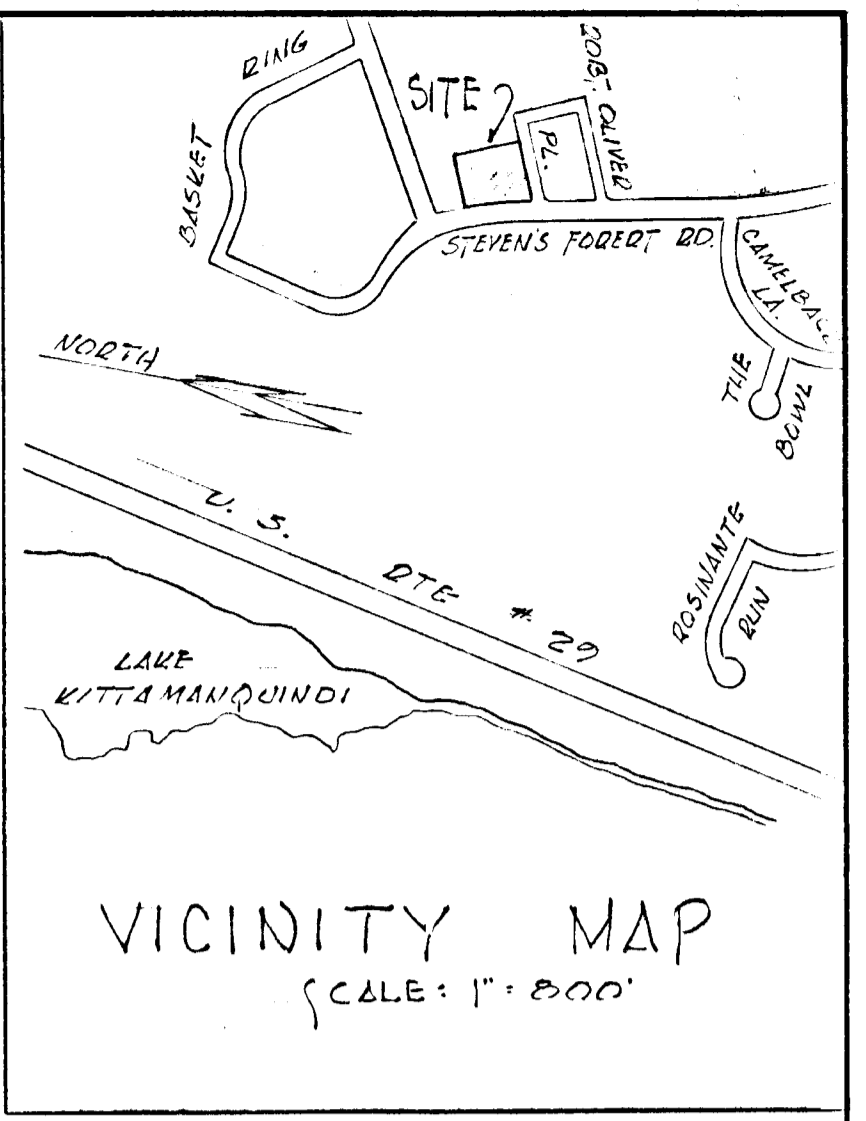 RING
BASKET
SITE
ROBT. OLIVER
PL.
STEVEN'S FOREST RD.
CAMELBACK
LA.
THE
BOWL
NORTH
U. S.
RTE # 29
ROSINANTE
RUN
LAKE
KITTAMANQUINDI
VICINITY MAP
SCALE: 1" = 800'